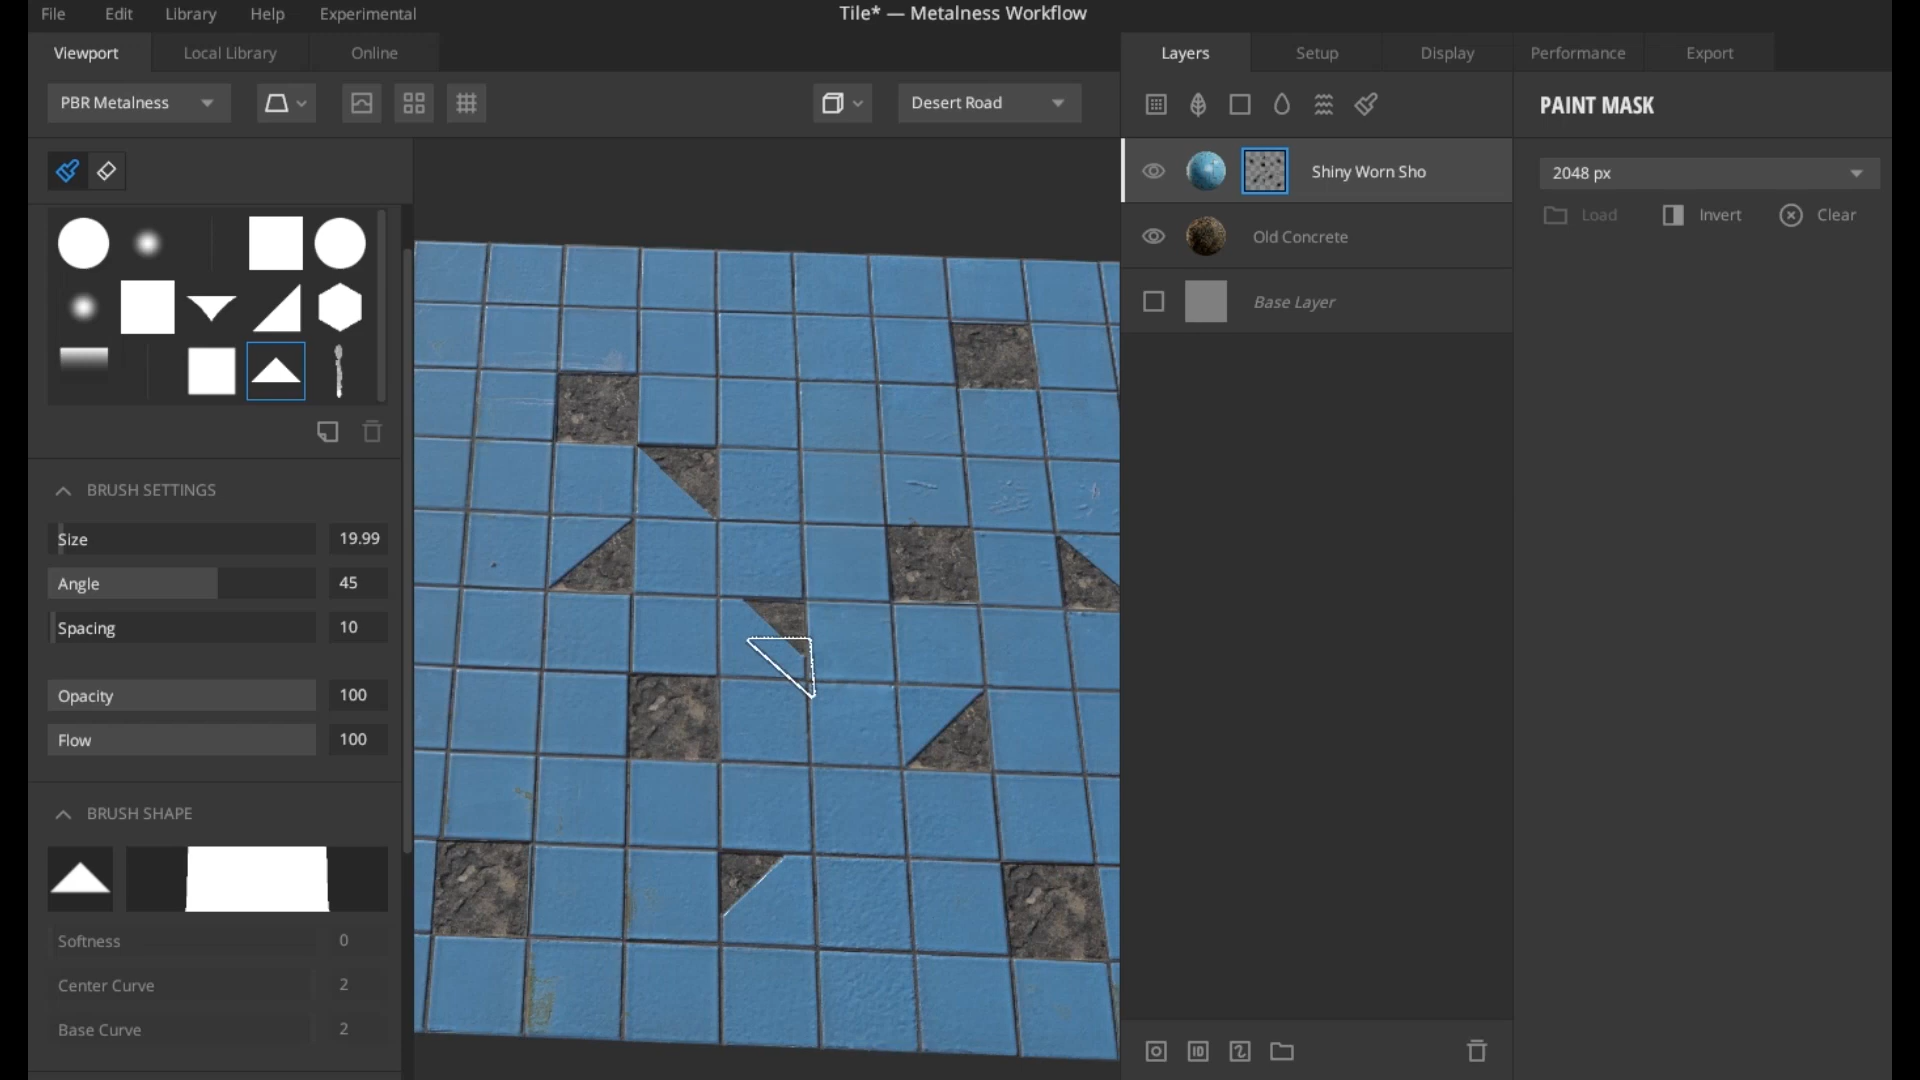 File Edit Library Help Experimental
Tile* — Metalness Workflow
Viewport Local Library Online
Layers Setup Display Performance Export
PBR Metalness
Desert Road
PAINT MASK
Shiny Worn Sho
2048 px
Load Invert Clear
Old Concrete
Base Layer
BRUSH SETTINGS
Size 19.99
Angle 45
Spacing 10
Opacity 100
Flow 100
BRUSH SHAPE
Softness 0
Center Curve 2
Base Curve 2
ID